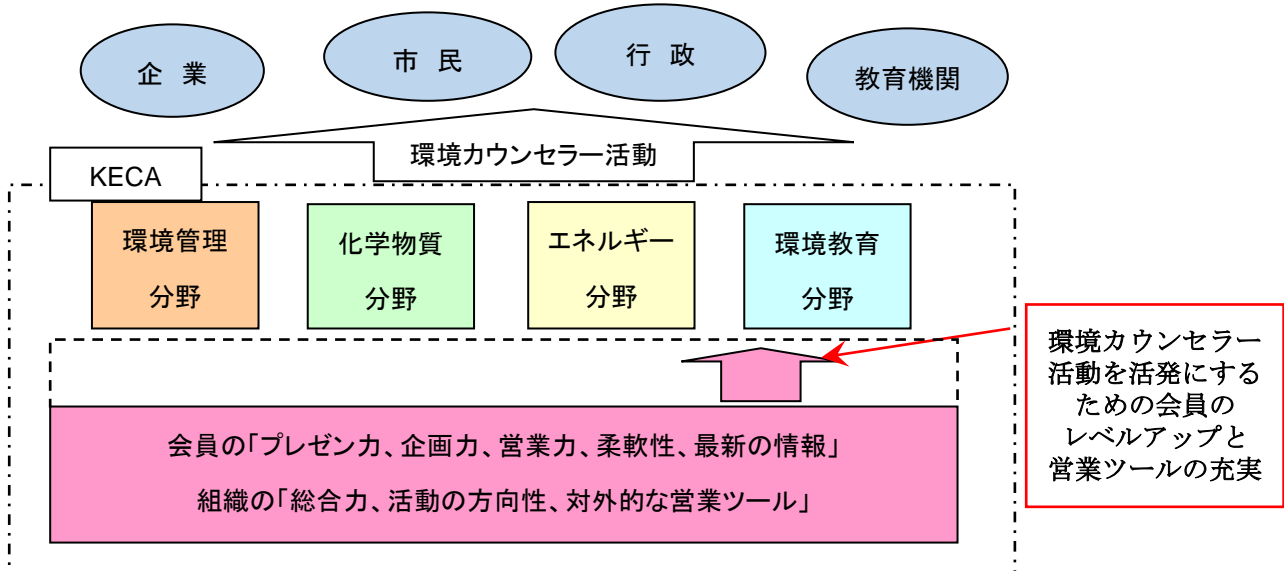 企 業
市 民
行 政
教育機関
環境カウンセラー活動
KECA
環境管理
分野
化学物質
分野
エネルギー
分野
環境教育
分野
環境カウンセラー
活動を活発にする
ための会員の
レベルアップと
営業ツールの充実
会員の「プレゼン力、企画力、営業力、柔軟性、最新の情報」
組織の「総合力、活動の方向性、対外的な営業ツール」